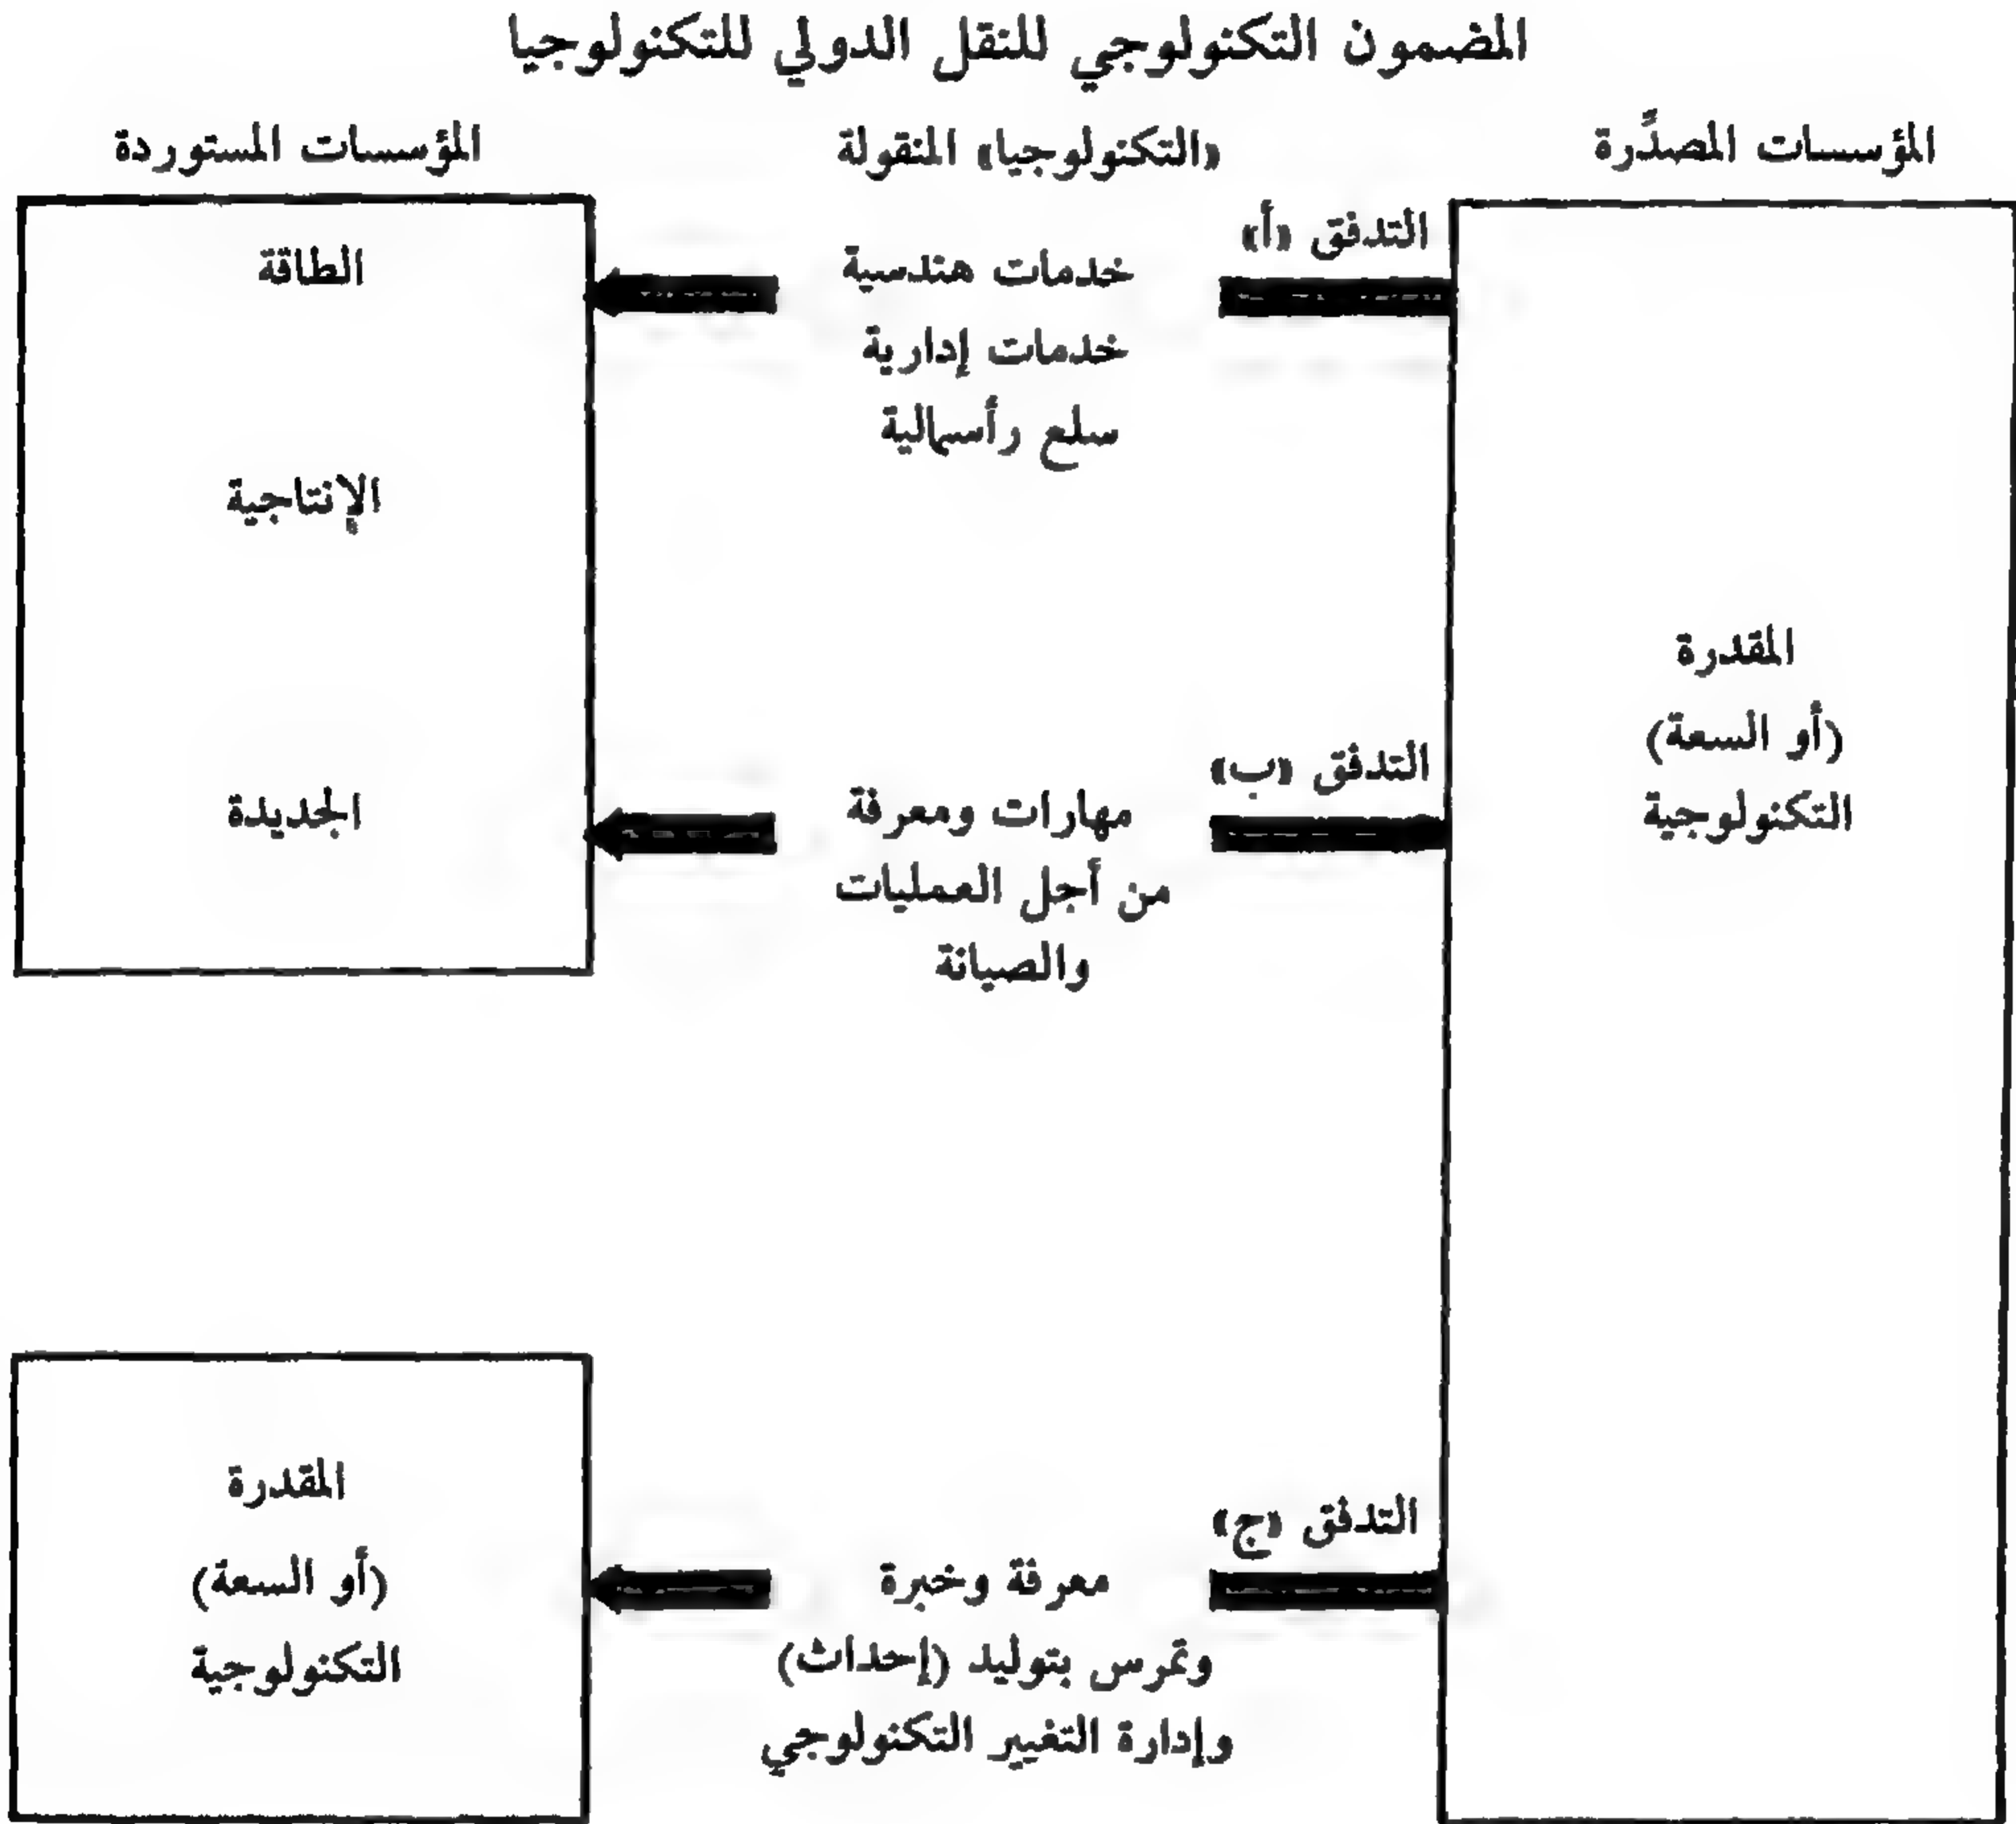 المضمون التكنولوجي للنقل الدولي للتكنولوجيا
المؤسسات المصدَّرة
«التكنولوجيا» المنقولة
المؤسسات المستوردة
المقدرة
(أو السعة)
التكنولوجية
التدفق «أ»
خدمات هندسية
خدمات إدارية
سلع رأسمالية
الطاقة
الإنتاجية
الجديدة
التدفق «ب»
مهارات ومعرفة
من أجل العمليات
والصيانة
التدفق «ج»
معرفة وخبرة
وتمرس بتوليد (إحداث)
وإدارة التغيير التكنولوجي
المقدرة
(أو السعة)
التكنولوجية